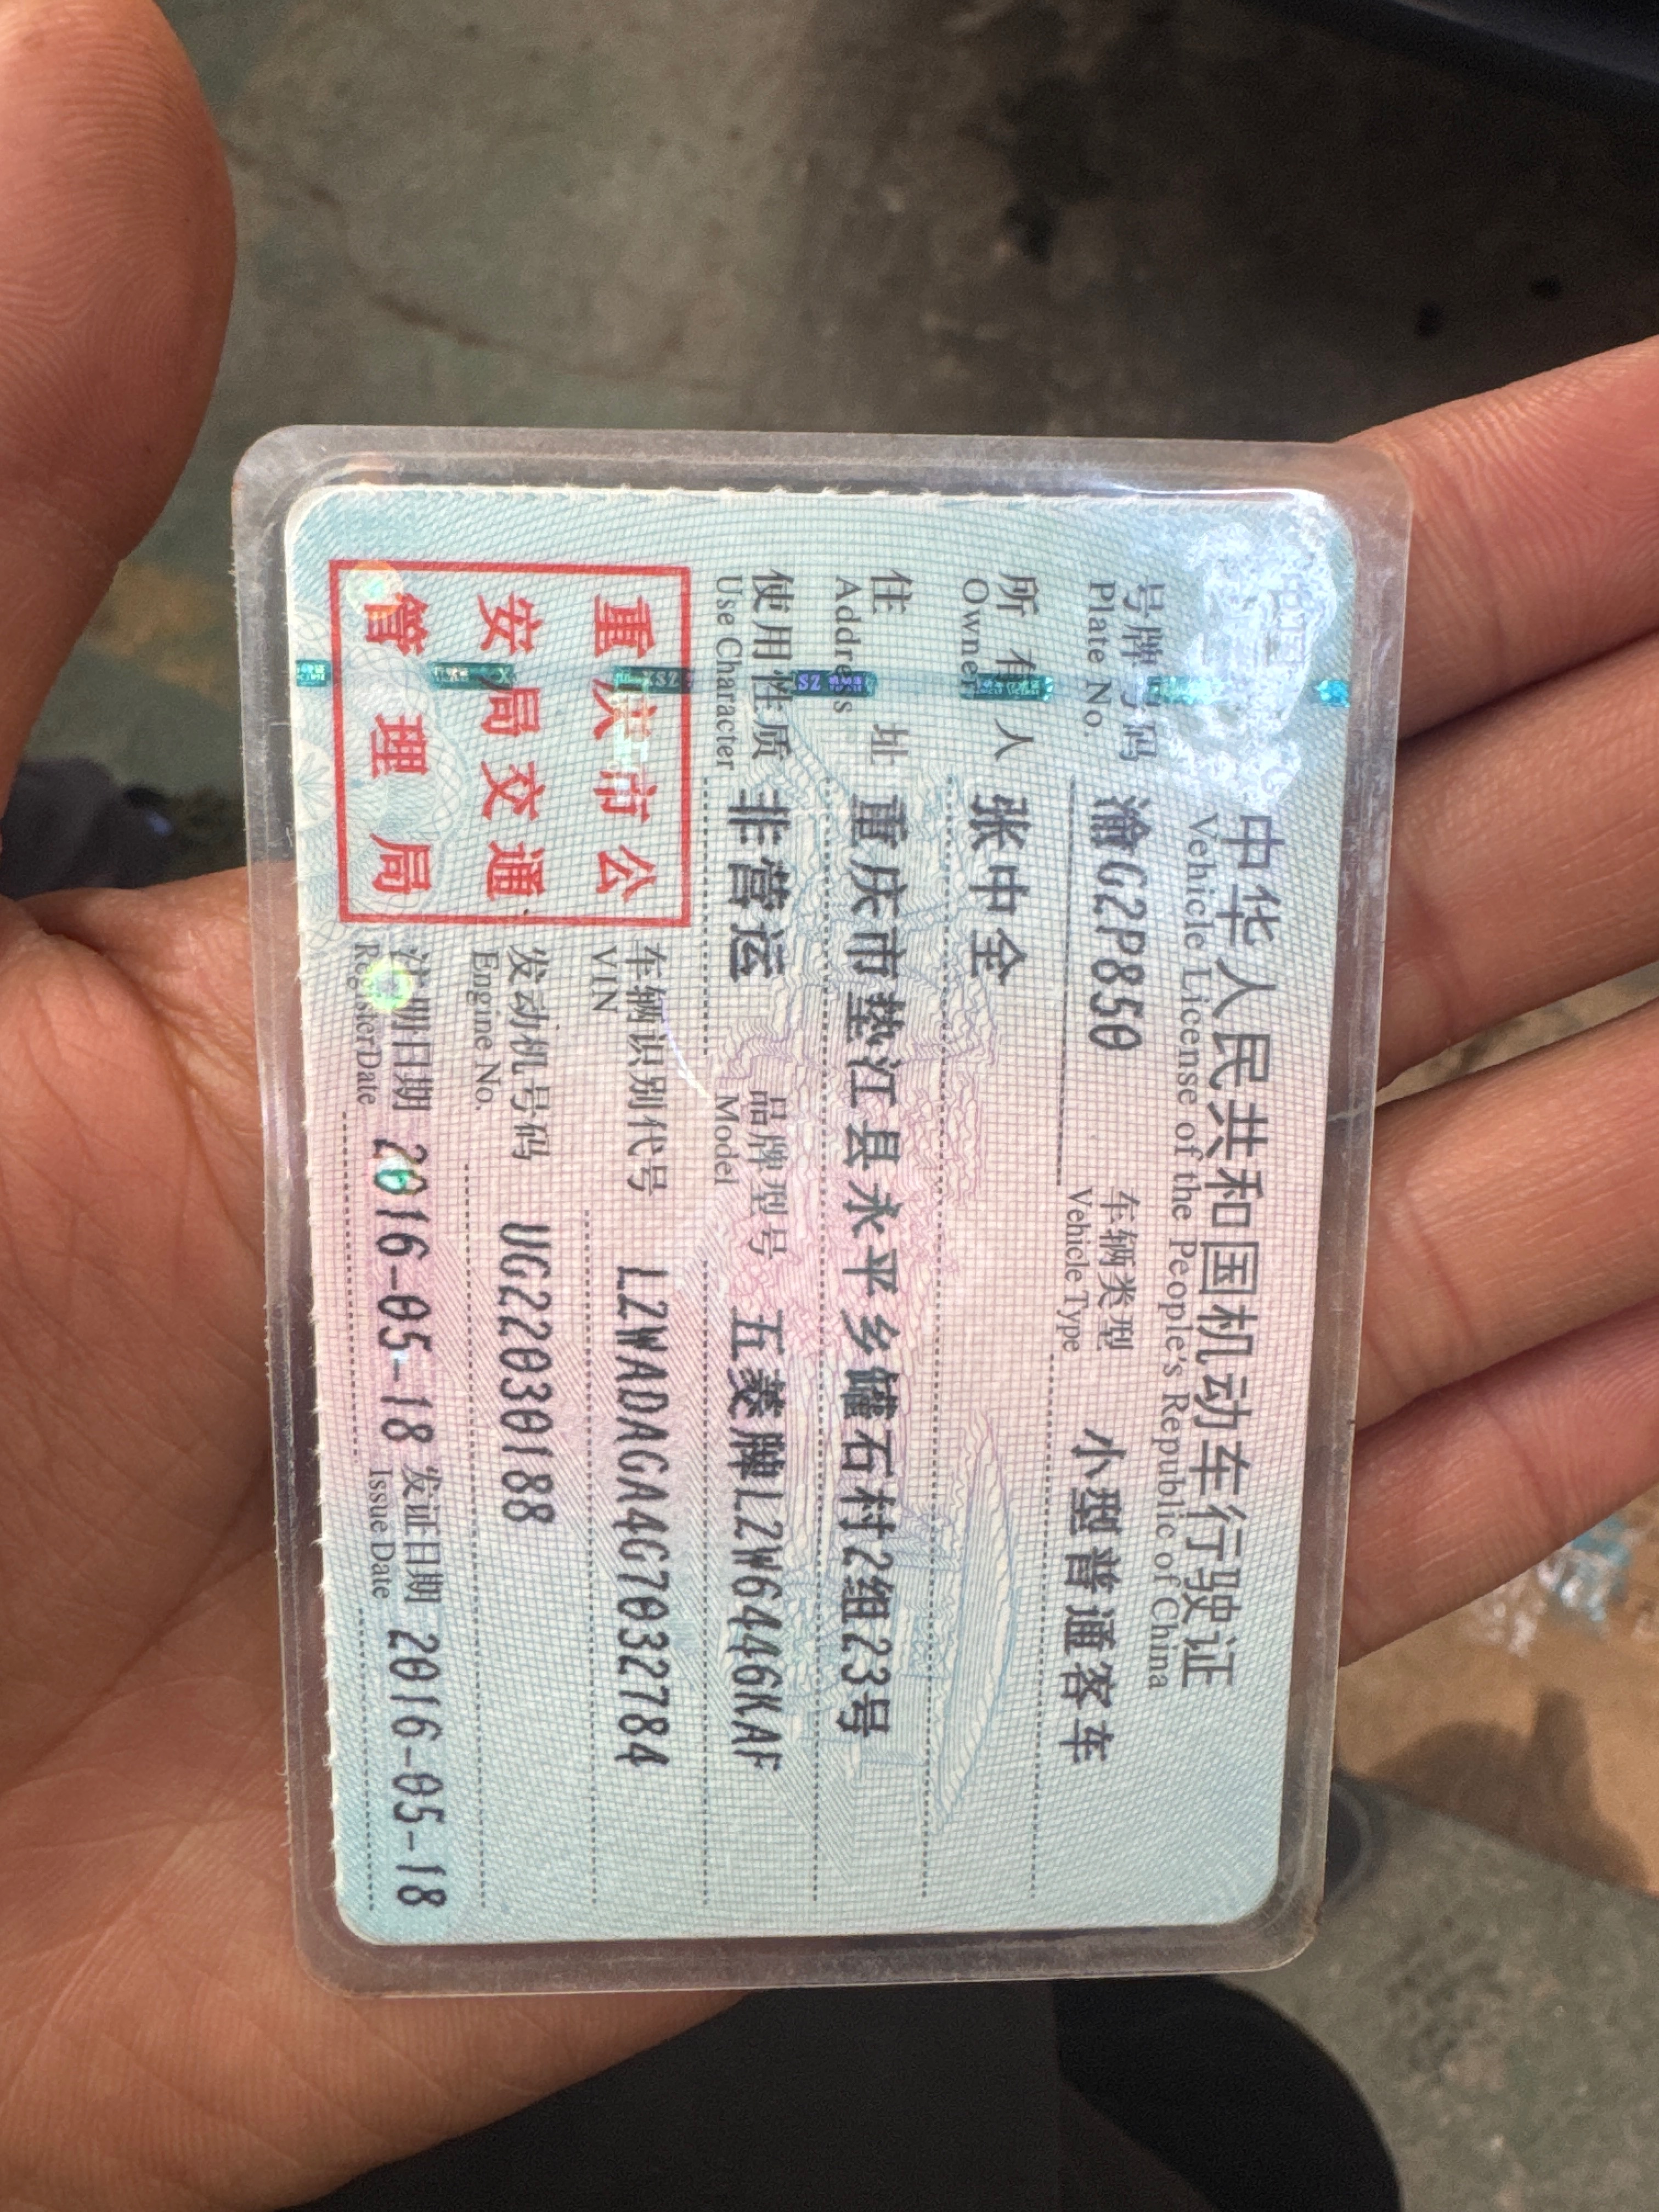 中华人民共和国机动车行驶证
Vehicle License of the People's Republic of China
号牌号码 渝G2P850 车辆类型 小型普通客车
Plate No Vehicle Type
所有人 张中全
Owner
住址 重庆市垫江县永平乡罐石村2组23号
Address
使用性质 非营运 品牌型号 五菱牌LZW6446KAF
Use Character Model
重庆市公
安局交通
管理局
车辆识别代号 LZWADAGA4G7032784
VIN
发动机号码 UG22030188
Engine No.
注册日期 2016-05-18 发证日期 2016-05-18
Register Date Issue Date